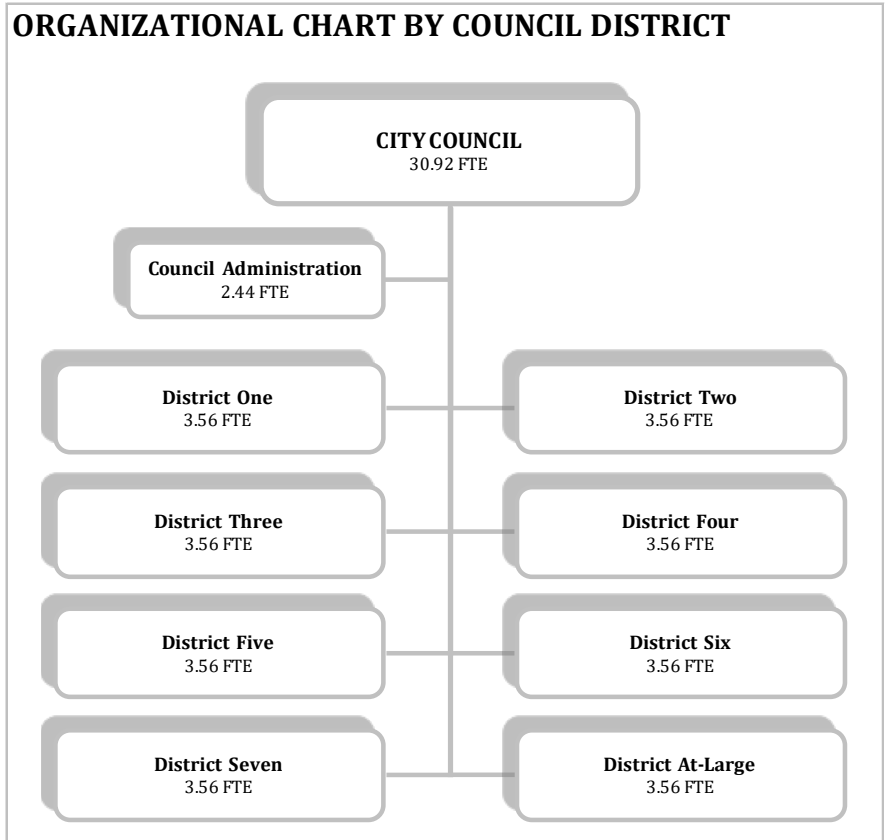 ORGANIZATIONAL CHART BY COUNCIL DISTRICT
CITY COUNCIL
30.92 FTE
Council Administration
2.44 FTE
District One
3.56 FTE
District Two
3.56 FTE
District Three
3.56 FTE
District Four
3.56 FTE
District Five
3.56 FTE
District Six
3.56 FTE
District Seven
3.56 FTE
District At-Large
3.56 FTE